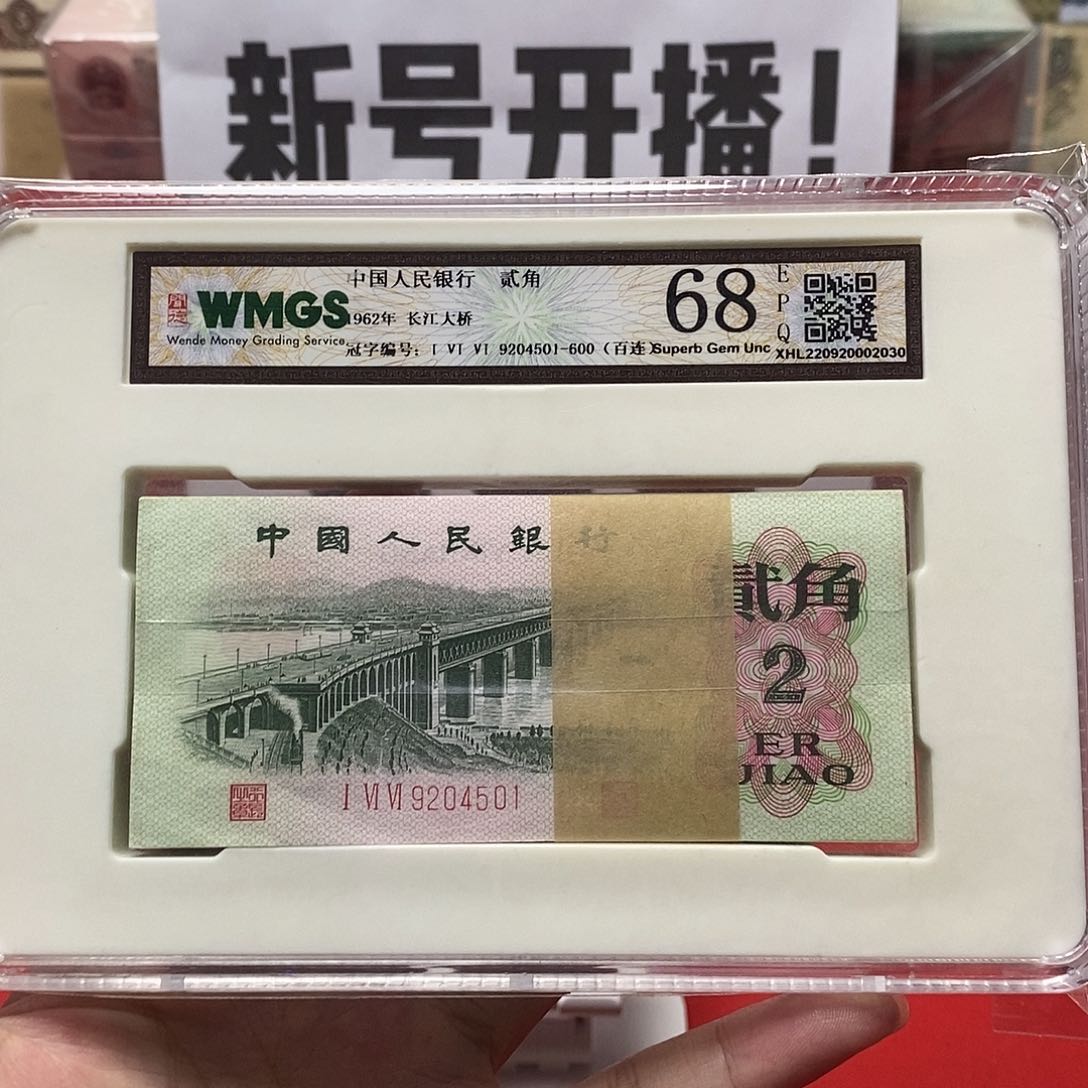 新号开播!
WMGS
Wende Money Grading Service
中国人民银行 贰角
1962年 长江大桥
冠字编号: I VI VI 9204501-600 (百连)
68
EPQ
Superb Gem Unc
XHL220920002030
中國人民銀行
贰角
2
ER
JIAO
I VI VI 9204501